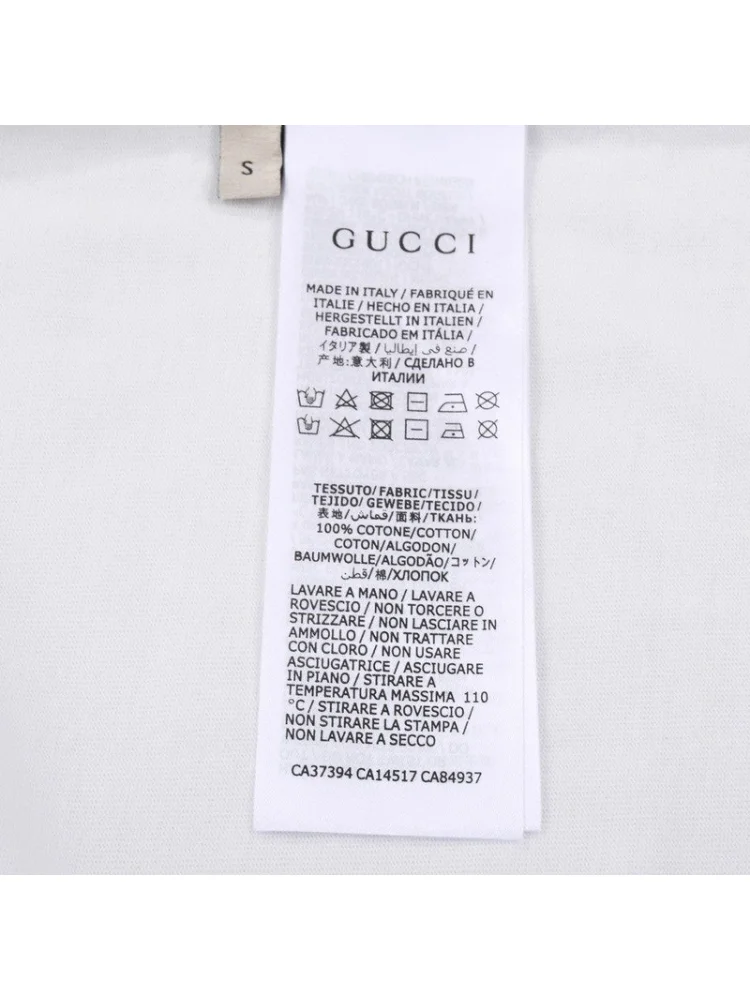 S
GUCCI
MADE IN ITALY / FABRIQUÉ EN
ITALIE / HECHO EN ITALIA /
HERGESTELLT IN ITALIEN /
FABRICADO EM ITÁLIA /
イタリア製 / صنع في إيطاليا /
产地:意大利 / СДЕЛАНО В
ИТАЛИИ
TESSUTO/ FABRIC/TISSU/
TEJIDO/ GEWEBE/TECIDO/
表地/قماش/面料/ТКАНЬ:
100% COTONE/COTTON/
COTON/ALGODON/
BAUMWOLLE/ALGODÃO/コットン/
قطن/棉/ХЛОПОК
LAVARE A MANO / LAVARE A
ROVESCIO / NON TORCERE O
STRIZZARE / NON LASCIARE IN
AMMOLLO / NON TRATTARE
CON CLORO / NON USARE
ASCIUGATRICE / ASCIUGARE
IN PIANO / STIRARE A
TEMPERATURA MASSIMA 110
°C / STIRARE A ROVESCIO /
NON STIRARE LA STAMPA /
NON LAVARE A SECCO
CA37394 CA14517 CA84937